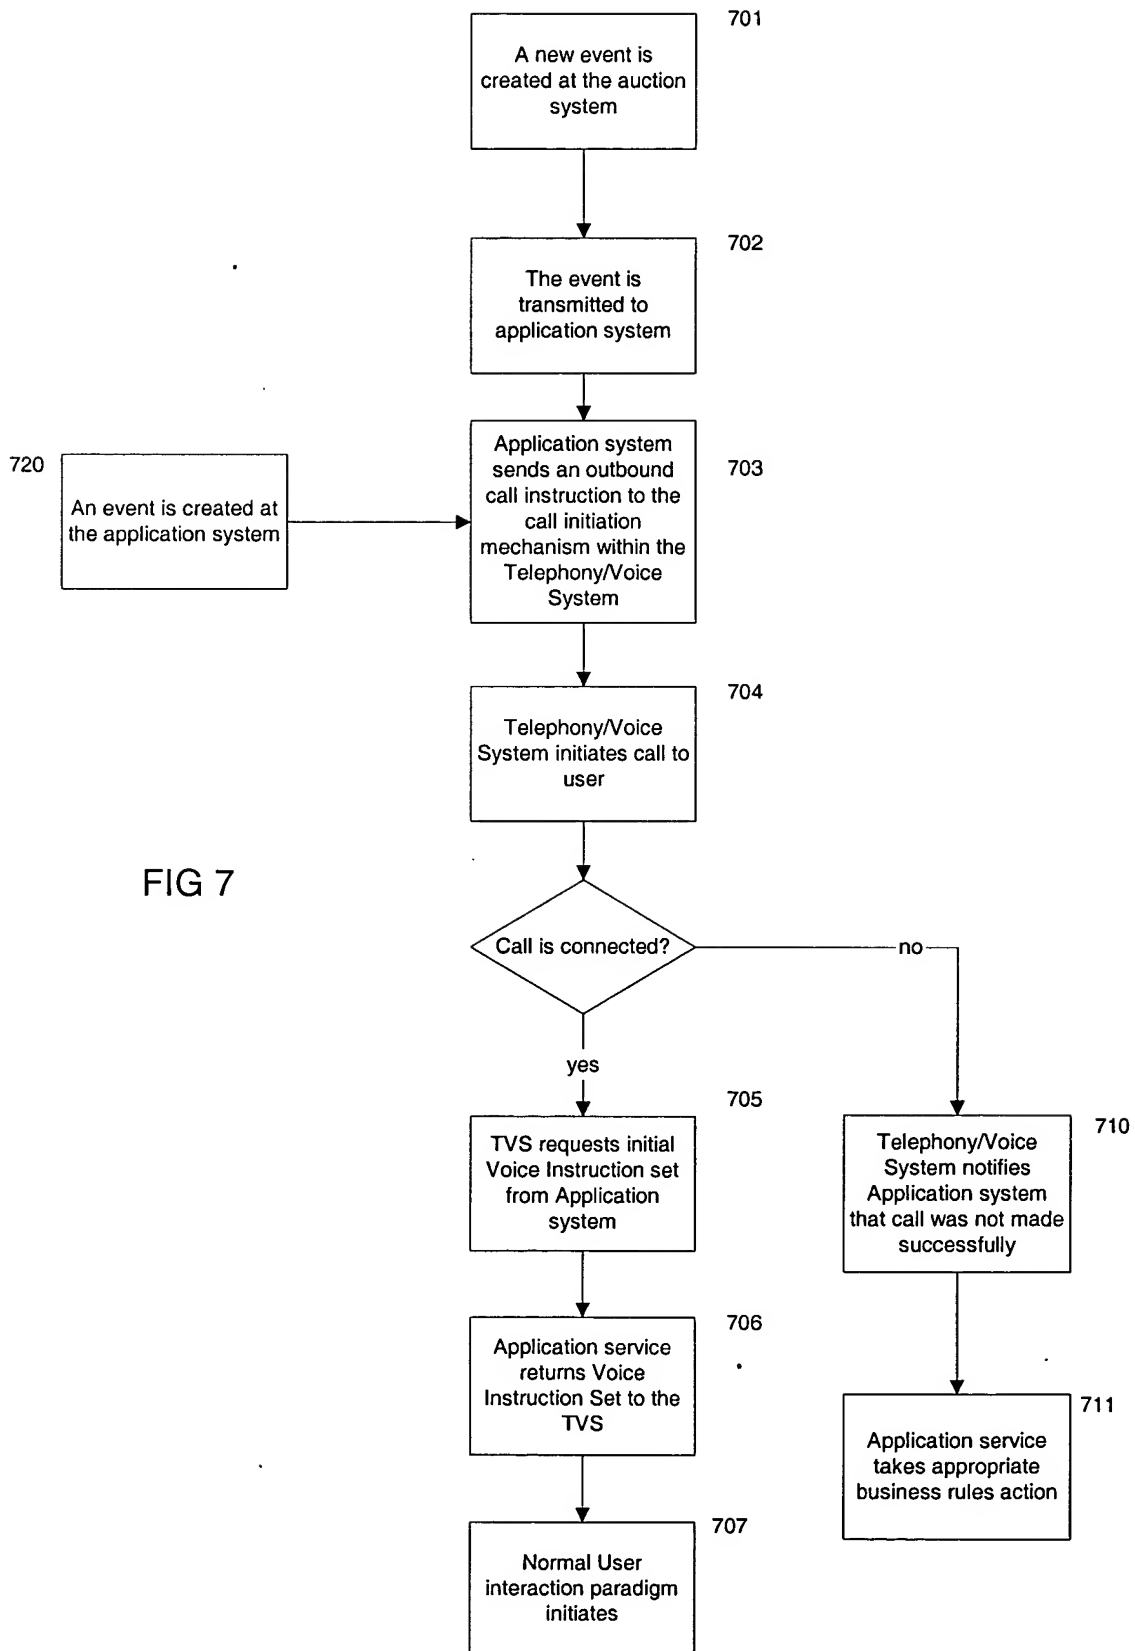 701
A new event is
created at the auction
system
702
The event is
transmitted to
application system
720
An event is created at
the application system
703
Application system
sends an outbound
call instruction to the
call initiation
mechanism within the
Telephony/Voice
System
704
Telephony/Voice
System initiates call to
user
FIG 7
Call is connected?
no
yes
705
TVS requests initial
Voice Instruction set
from Application
system
710
Telephony/Voice
System notifies
Application system
that call was not made
successfully
706
Application service
returns Voice
Instruction Set to the
TVS
711
Application service
takes appropriate
business rules action
707
Normal User
interaction paradigm
initiates